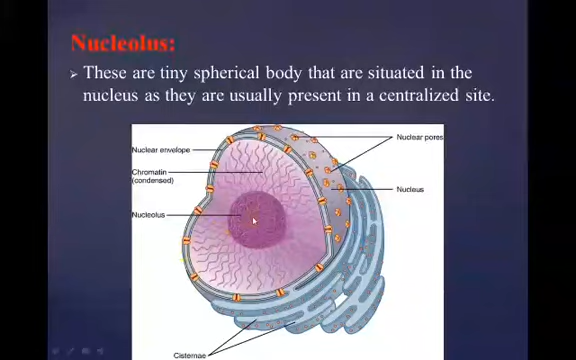 Nucleolus:
➢ These are tiny spherical body that are situated in the
nucleus as they are usually present in a centralized site.
Nuclear pores
Nuclear envelope
Chromatin
(condensed)
Nucleus
Nucleolus
Cisternae